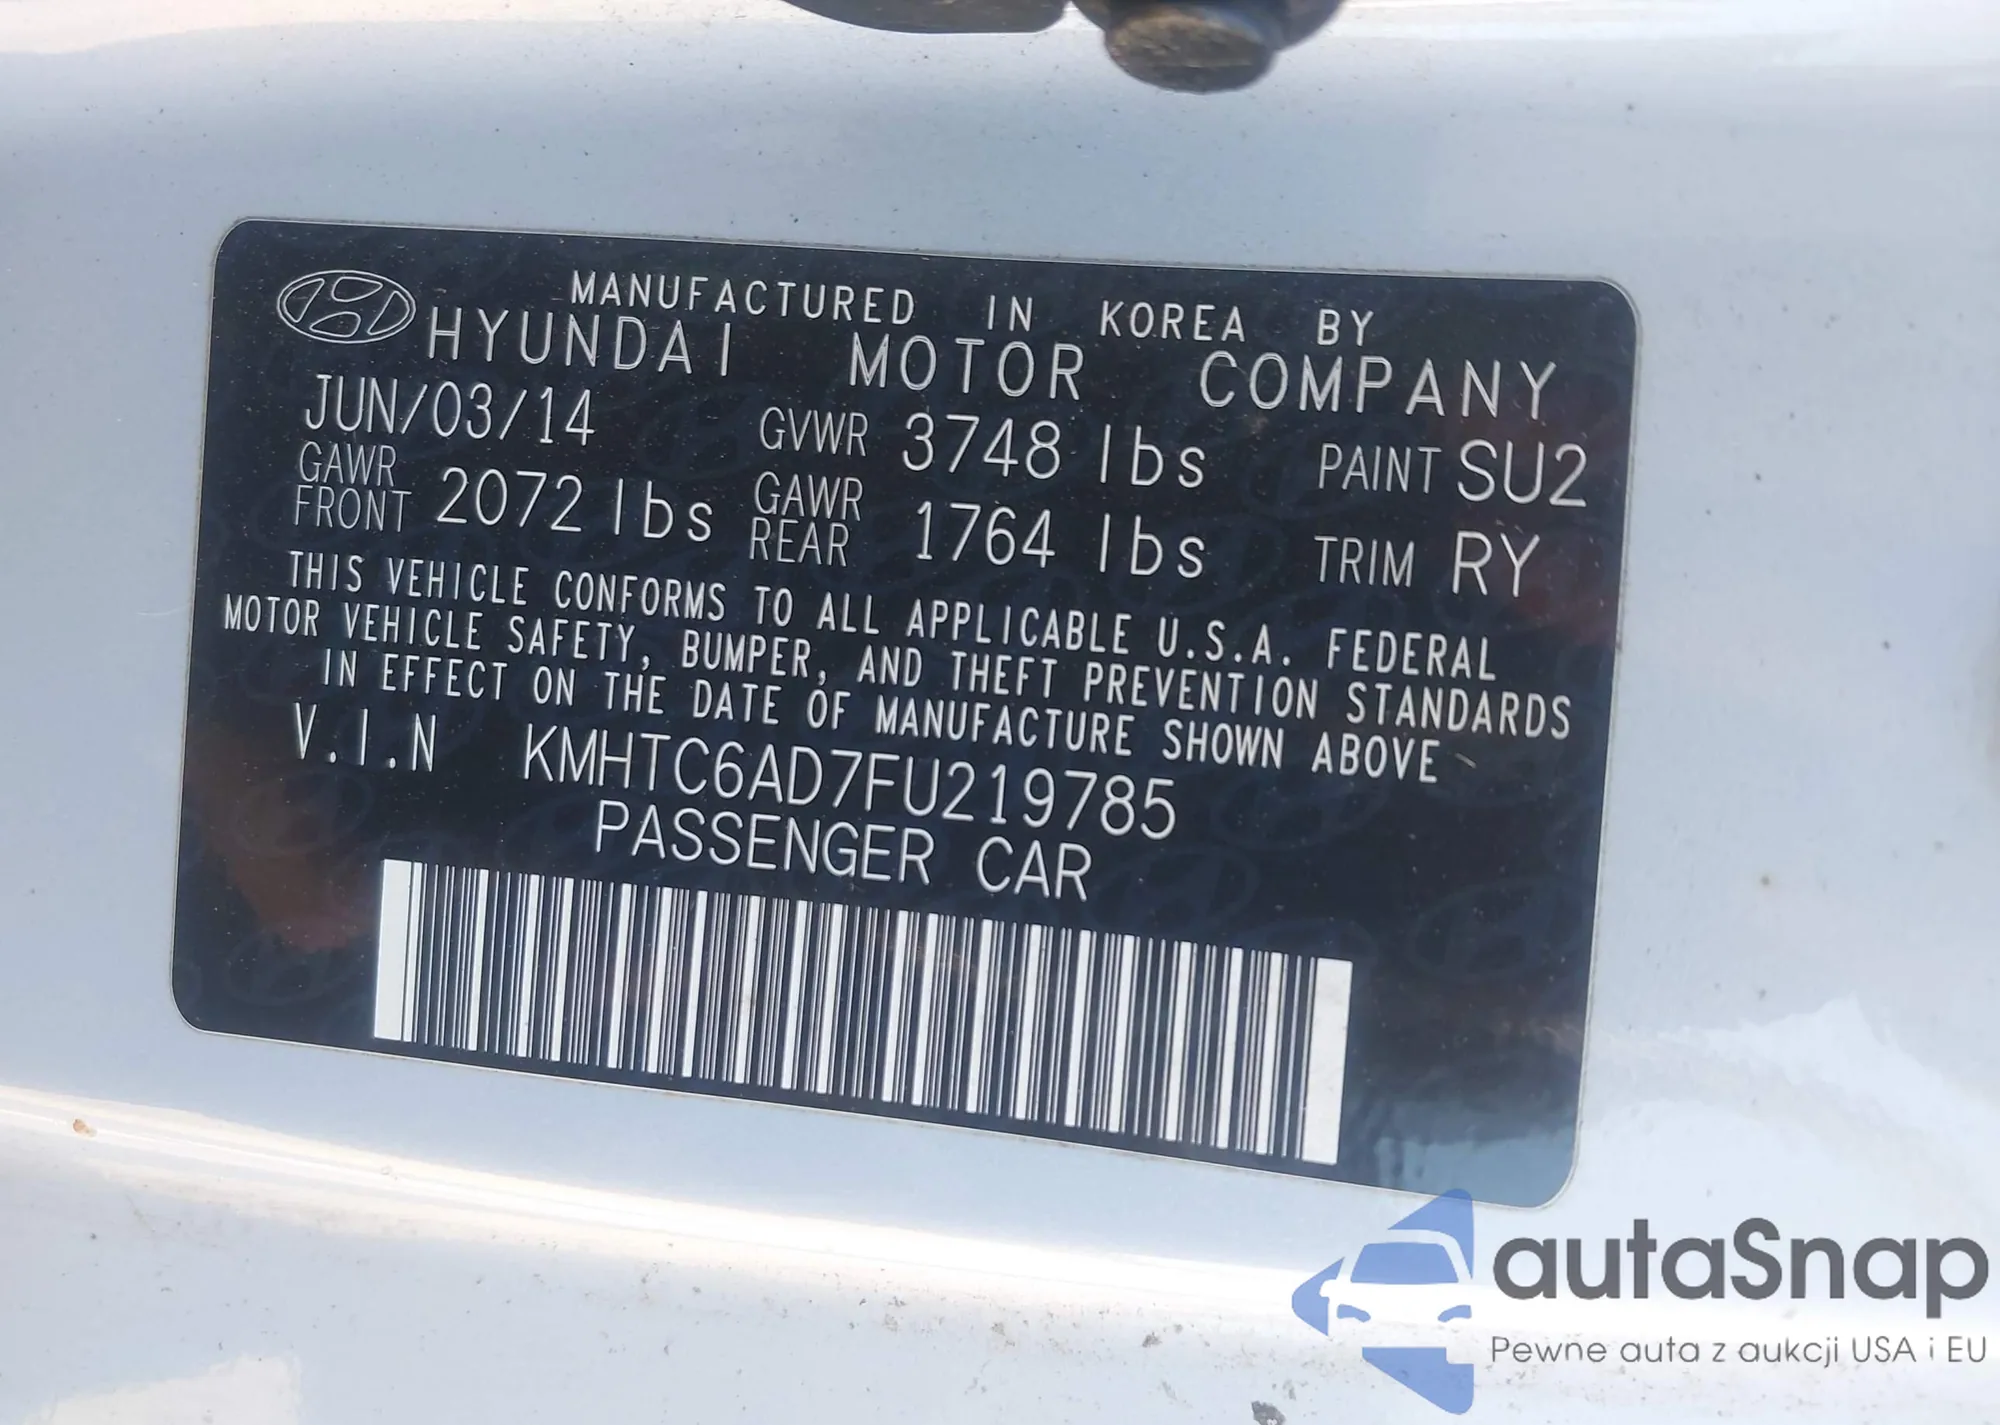 MANUFACTURED IN KOREA BY
HYUNDAI MOTOR COMPANY
JUN/03/14 GVWR 3748 lbs PAINT SU2
GAWR FRONT 2072 lbs GAWR REAR 1764 lbs TRIM RY
THIS VEHICLE CONFORMS TO ALL APPLICABLE U.S.A. FEDERAL
MOTOR VEHICLE SAFETY, BUMPER, AND THEFT PREVENTION STANDARDS
IN EFFECT ON THE DATE OF MANUFACTURE SHOWN ABOVE
V.I.N KMHTC6AD7FU219785
PASSENGER CAR
autaSnap
Pewne auta z aukcji USA i EU